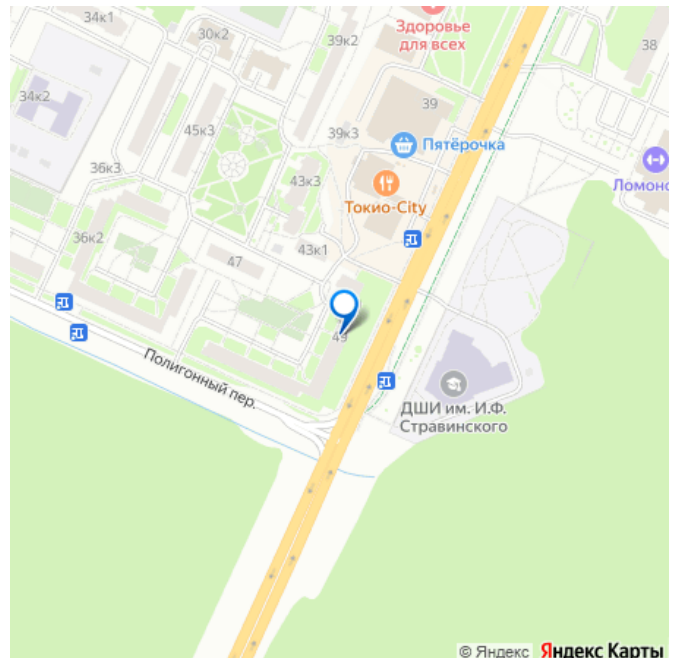 34к1
30к2
39к2
Здоровье
для всех
38
34к2
39
45к3
39к3
Пятёрочка
36к3
43к3
Токио-City
Ломоно
36к2
47
43к1
49
Полигонный пер.
ДШИ им. И.Ф.
Стравинского
© Яндекс Яндекс Карты